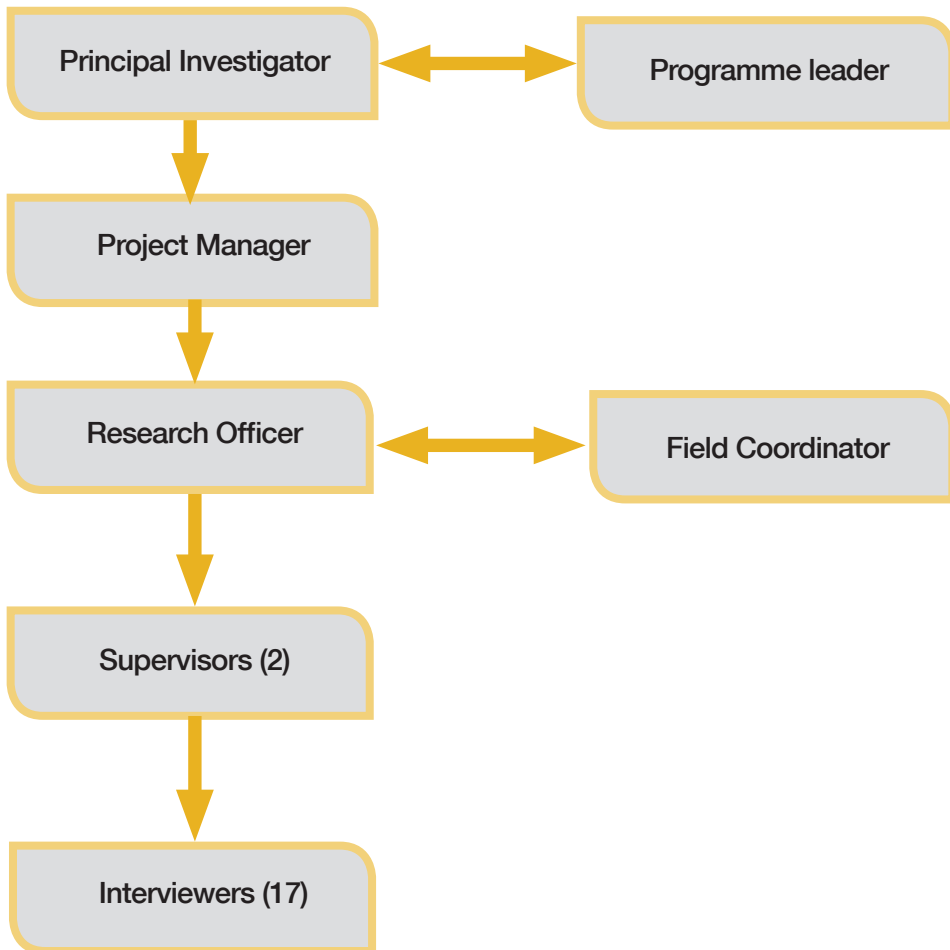 Principal Investigator
Programme leader
Project Manager
Research Officer
Field Coordinator
Supervisors (2)
Interviewers (17)